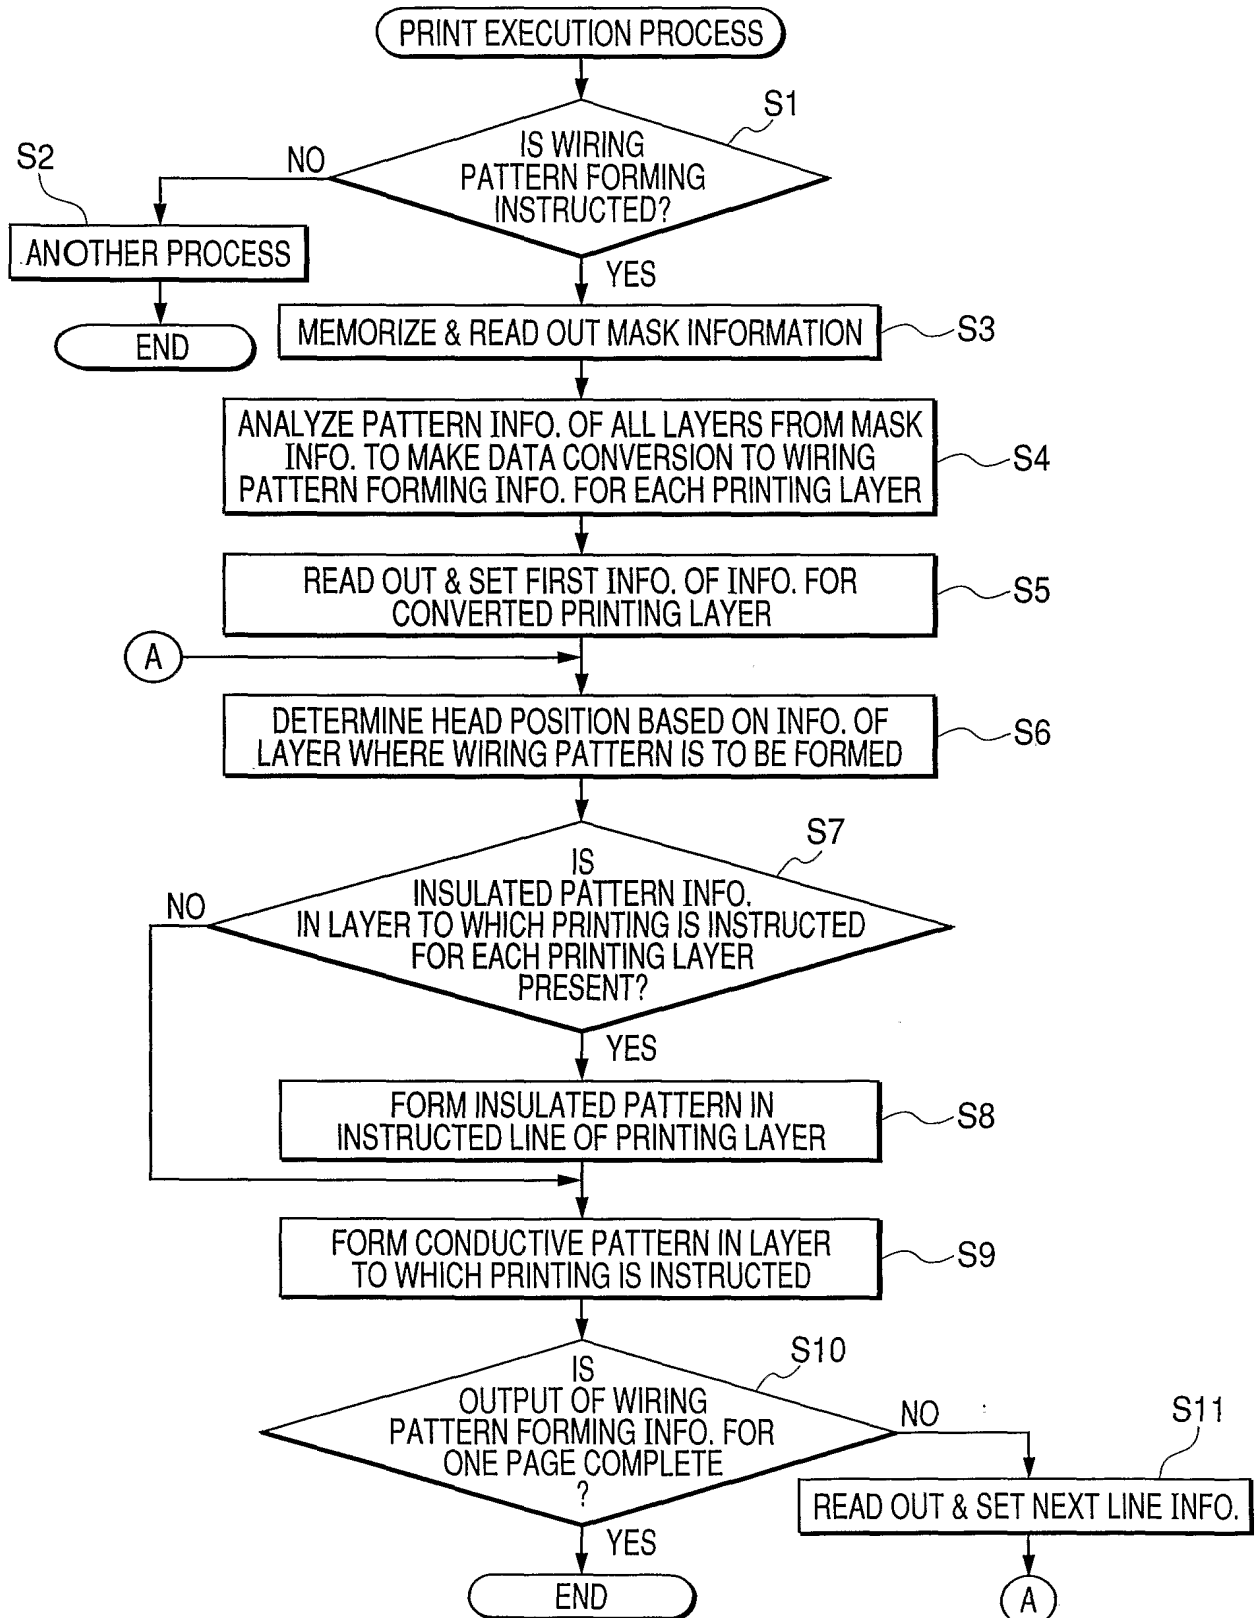 PRINT EXECUTION PROCESS
S1
IS WIRING
PATTERN FORMING
INSTRUCTED?
NO
S2
ANOTHER PROCESS
END
YES
MEMORIZE & READ OUT MASK INFORMATION
S3
ANALYZE PATTERN INFO. OF ALL LAYERS FROM MASK
INFO. TO MAKE DATA CONVERSION TO WIRING
PATTERN FORMING INFO. FOR EACH PRINTING LAYER
S4
READ OUT & SET FIRST INFO. OF INFO. FOR
CONVERTED PRINTING LAYER
S5
A
DETERMINE HEAD POSITION BASED ON INFO. OF
LAYER WHERE WIRING PATTERN IS TO BE FORMED
S6
S7
IS
INSULATED PATTERN INFO.
IN LAYER TO WHICH PRINTING IS INSTRUCTED
FOR EACH PRINTING LAYER
PRESENT?
NO
YES
FORM INSULATED PATTERN IN
INSTRUCTED LINE OF PRINTING LAYER
S8
FORM CONDUCTIVE PATTERN IN LAYER
TO WHICH PRINTING IS INSTRUCTED
S9
S10
IS
OUTPUT OF WIRING
PATTERN FORMING INFO. FOR
ONE PAGE COMPLETE
?
NO
S11
READ OUT & SET NEXT LINE INFO.
YES
END
A